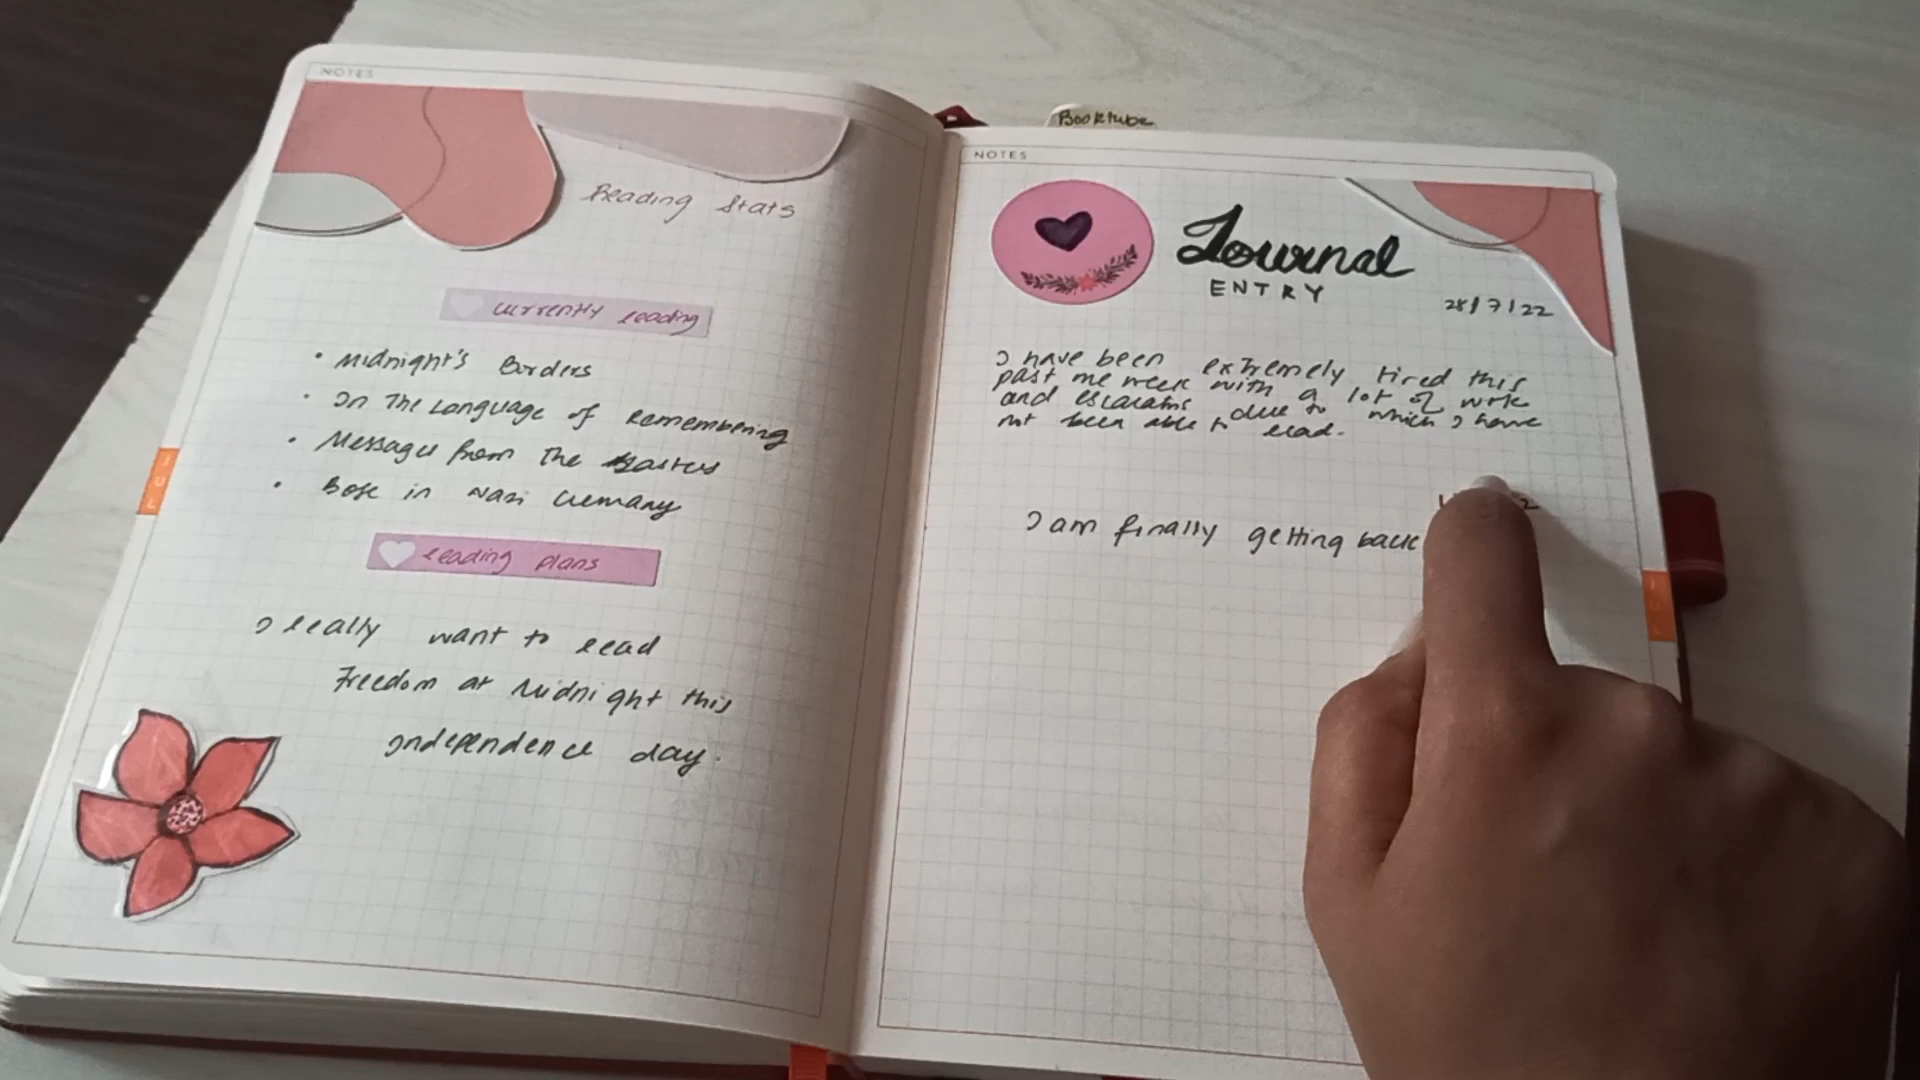 NOTES
Reading Stats
currently reading
• Midnight's Borders
• In The Language of Remembering
• Messages from The Masters
• Bose in Nazi Germany
reading plans
I really want to read
Freedom at Midnight this
independence day.
JUL
Booktube
NOTES
Journal
ENTRY
28/7/22
I have been extremely tired this
past one week with a lot of work
and due to which I have
not been able to read.
I am finally getting back
JUL